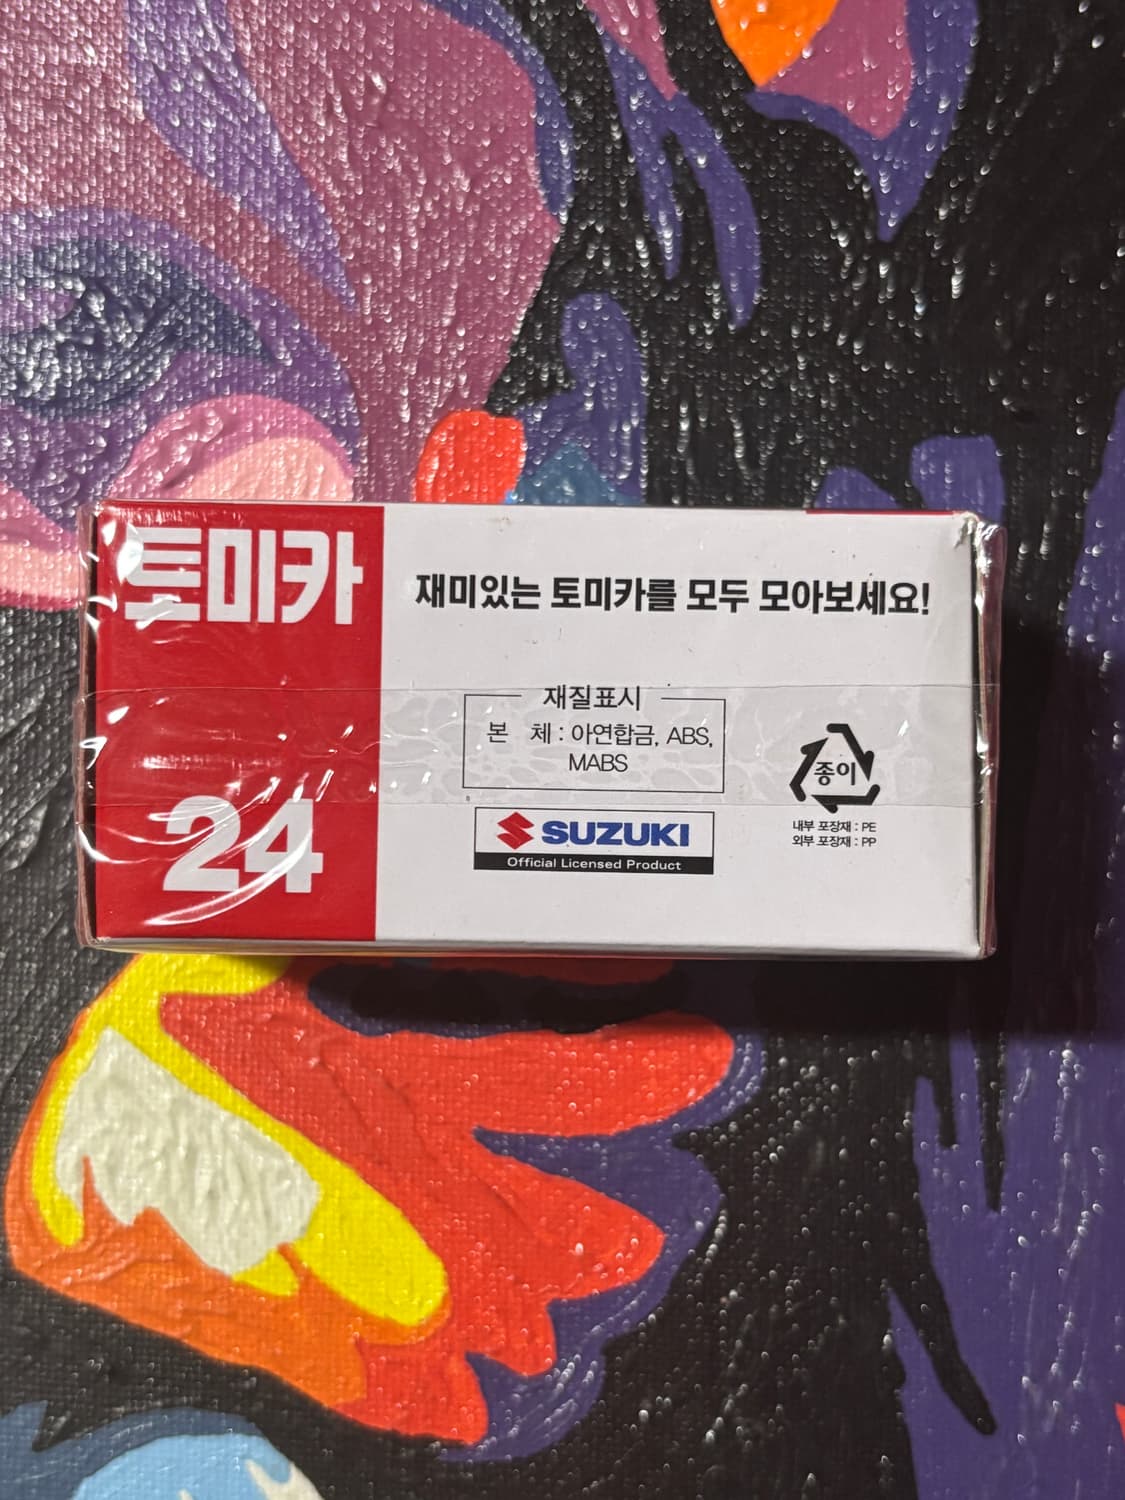 토미카
재미있는 토미카를 모두 모아보세요!
재질표시
본 체 : 아연합금, ABS,
MABS
종이
내부 포장재 : PE
외부 포장재 : PP
24
SUZUKI
Official Licensed Product